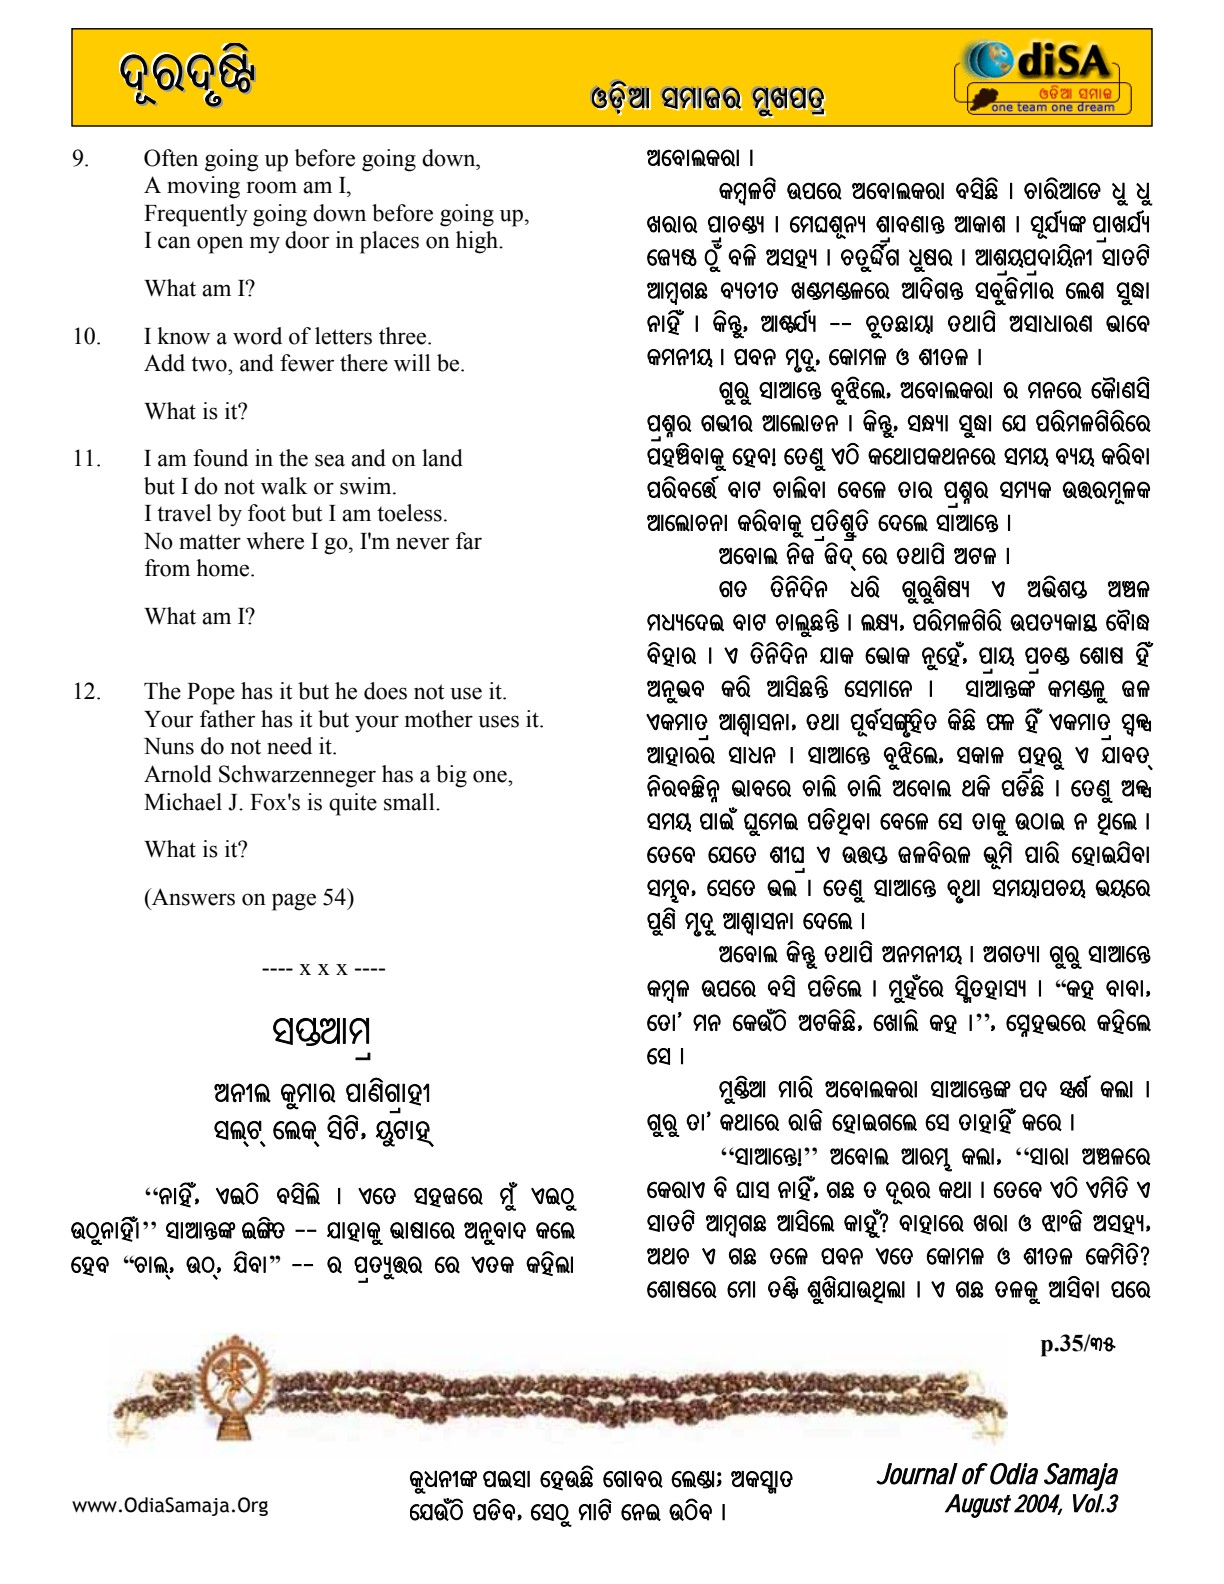 ଦୂରଦୃଷ୍ଟି
ଓଡ଼ିଆ ସମାଜର ମୁଖପତ୍ର
diSA
ଓଡିଆ ସମାଜ
one team one dream
9. Often going up before going down,
A moving room am I,
Frequently going down before going up,
I can open my door in places on high.
What am I?
10. I know a word of letters three.
Add two, and fewer there will be.
What is it?
11. I am found in the sea and on land
but I do not walk or swim.
I travel by foot but I am toeless.
No matter where I go, I'm never far
from home.
What am I?
12. The Pope has it but he does not use it.
Your father has it but your mother uses it.
Nuns do not need it.
Arnold Schwarzenneger has a big one,
Michael J. Fox's is quite small.
What is it?
(Answers on page 54)
---- x x x ----
ସପ୍ତଆମ୍ର
ଅନୀଲ କୁମାର ପାଣିଗ୍ରାହୀ
ସଲ୍‌ଟ୍ ଲେକ୍ ସିଟି, ୟୁଟାହ୍
“ନାହିଁ, ଏଇଠି ବସିଲି । ଏତେ ସହଜରେ ମୁଁ ଏଇଠୁ
ଉଠୁନାହିଁ।” ସାଆନ୍ତଙ୍କ ଇଙ୍ଗିତ -- ଯାହାକୁ ଭାଷାରେ ଅନୁବାଦ କଲେ
ହେବ “ଚାଲ୍, ଉଠ୍, ଯିବା” -- ର ପ୍ରତ୍ୟୁତ୍ତର ରେ ଏତକ କହିଲା
ଅବୋଲକରା ।
କମ୍ବଳଟି ଉପରେ ଅବୋଲକରା ବସିଛି । ଚାରିଆଡେ ଧୁ ଧୁ
ଖରାର ପ୍ରାଚଣ୍ଡ୍ୟ । ମେଘଶୂନ୍ୟ ଶ୍ରାବଣାନ୍ତ ଆକାଶ । ସୂର୍ଯ୍ୟଙ୍କ ପ୍ରାଖର୍ଯ୍ୟ
ଜ୍ୟେଷ୍ଠ ଠୁଁ ବଳି ଅସହ୍ୟ । ଚତୁର୍ଦ୍ଦିଗ ଧୁଷର । ଆଶ୍ରୟପ୍ରଦାୟିନୀ ସାତଟି
ଆମ୍ବଗଛ ବ୍ୟତୀତ ଖଣ୍ଡମଣ୍ଡଳରେ ଆଦିଗନ୍ତ ସବୁଜିମାର ଲେଶ ସୁଦ୍ଧା
ନାହିଁ । କିନ୍ତୁ, ଆଶ୍ଚର୍ଯ୍ୟ -- ଚୁତଛାୟା ତଥାପି ଅସାଧାରଣ ଭାବେ
କମନୀୟ । ପବନ ମୃଦୁ, କୋମଳ ଓ ଶୀତଳ ।
ଗୁରୁ ସାଆନ୍ତେ ବୁଝିଲେ, ଅବୋଲକରା ର ମନରେ କୌଣସି
ପ୍ରଶ୍ନର ଗଭୀର ଆଲୋଡନ । କିନ୍ତୁ, ସନ୍ଧ୍ୟା ସୁଦ୍ଧା ଯେ ପରିମଳଗିରିରେ
ପହଞ୍ଚିବାକୁ ହେବ! ତେଣୁ ଏଠି କଥୋପକଥନରେ ସମୟ ବ୍ୟୟ କରିବା
ପରିବର୍ତ୍ତେ ବାଟ ଚାଲିବା ବେଳେ ତାର ପ୍ରଶ୍ନର ସମ୍ୟକ ଉତ୍ତରମୂଳକ
ଆଲୋଚନା କରିବାକୁ ପ୍ରତିଶ୍ରୁତି ଦେଲେ ସାଆନ୍ତେ ।
ଅବୋଲ ନିଜ ଜିଦ୍ ରେ ତଥାପି ଅଟଳ ।
ଗତ ତିନିଦିନ ଧରି ଗୁରୁଶିଷ୍ୟ ଏ ଅଭିଶପ୍ତ ଅଞ୍ଚଳ
ମଧ୍ୟଦେଇ ବାଟ ଚାଲୁଛନ୍ତି । ଲକ୍ଷ୍ୟ, ପରିମଳଗିରି ଉପତ୍ୟକାସ୍ଥ ବୌଦ୍ଧ
ବିହାର । ଏ ତିନିଦିନ ଯାକ ଭୋକ ନୁହେଁ, ପ୍ରାୟ ପ୍ରଚଣ୍ଡ ଶୋଷ ହିଁ
ଅନୁଭବ କରି ଆସିଛନ୍ତି ସେମାନେ । ସାଆନ୍ତଙ୍କ କମଣ୍ଡଳୁ ଜଳ
ଏକମାତ୍ର ଆଶ୍ୱାସନା, ତଥା ପୂର୍ବସଙ୍ଗୃହିତ କିଛି ଫଳ ହିଁ ଏକମାତ୍ର ସ୍ୱଳ୍ପ
ଆହାରର ସାଧନ । ସାଆନ୍ତେ ବୁଝିଲେ, ସକାଳ ପ୍ରହରୁ ଏ ଯାବତ୍
ନିରବଚ୍ଛିନ୍ନ ଭାବରେ ଚାଲି ଚାଲି ଅବୋଲ ଥକି ପଡିଛି । ତେଣୁ ଅଳ୍ପ
ସମୟ ପାଇଁ ଘୁମେଇ ପଡିଥିବା ବେଳେ ସେ ତାକୁ ଉଠାଇ ନ ଥିଲେ ।
ତେବେ ଯେତେ ଶୀଘ୍ର ଏ ଉତ୍ତପ୍ତ ଜଳବିରଳ ଭୂମି ପାରି ହୋଇଯିବା
ସମ୍ଭବ, ସେତେ ଭଲ । ତେଣୁ ସାଆନ୍ତେ ବୃଥା ସମୟାପଚୟ ଭୟରେ
ପୁଣି ମୃଦୁ ଆଶ୍ୱାସନା ଦେଲେ ।
ଅବୋଲ କିନ୍ତୁ ତଥାପି ଅନମନୀୟ । ଅଗତ୍ୟା ଗୁରୁ ସାଆନ୍ତେ
କମ୍ବଳ ଉପରେ ବସି ପଡିଲେ । ମୁହଁରେ ସ୍ମିତହାସ୍ୟ । “କହ ବାବା,
ତୋ’ ମନ କେଉଁଠି ଅଟକିଛି, ଖୋଲି କହ ।”, ସ୍ନେହଭରେ କହିଲେ
ସେ ।
ମୁଣ୍ଡିଆ ମାରି ଅବୋଲକରା ସାଆନ୍ତେଙ୍କ ପଦ ସ୍ପର୍ଶ କଲା ।
ଗୁରୁ ତା’ କଥାରେ ରାଜି ହୋଇଗଲେ ସେ ତାହାହିଁ କରେ ।
“ସାଆନ୍ତେ!” ଅବୋଲ ଆରମ୍ଭ କଲା, “ସାରା ଅଞ୍ଚଳରେ
କେରାଏ ବି ଘାସ ନାହିଁ, ଗଛ ତ ଦୂରର କଥା । ତେବେ ଏଠି ଏମିତି ଏ
ସାତଟି ଆମ୍ବଗଛ ଆସିଲେ କାହୁଁ? ବାହାରେ ଖରା ଓ ଝାଂଜି ଅସହ୍ୟ,
ଅଥଚ ଏ ଗଛ ତଳେ ପବନ ଏତେ କୋମଳ ଓ ଶୀତଳ କେମିତି?
ଶୋଷରେ ମୋ ତଣ୍ଟି ଶୁଖିଯାଉଥିଲା । ଏ ଗଛ ତଳକୁ ଆସିବା ପରେ
p.35/୩୫
କୁଧନୀଙ୍କ ପଇସା ହେଉଛି ଗୋବର ଲେଣ୍ଡା; ଅକସ୍ମାତ
ଯେଉଁଠି ପଡିବ, ସେଠୁ ମାଟି ନେଇ ଉଠିବ ।
www.OdiaSamaja.Org
Journal of Odia Samaja
August 2004, Vol.3